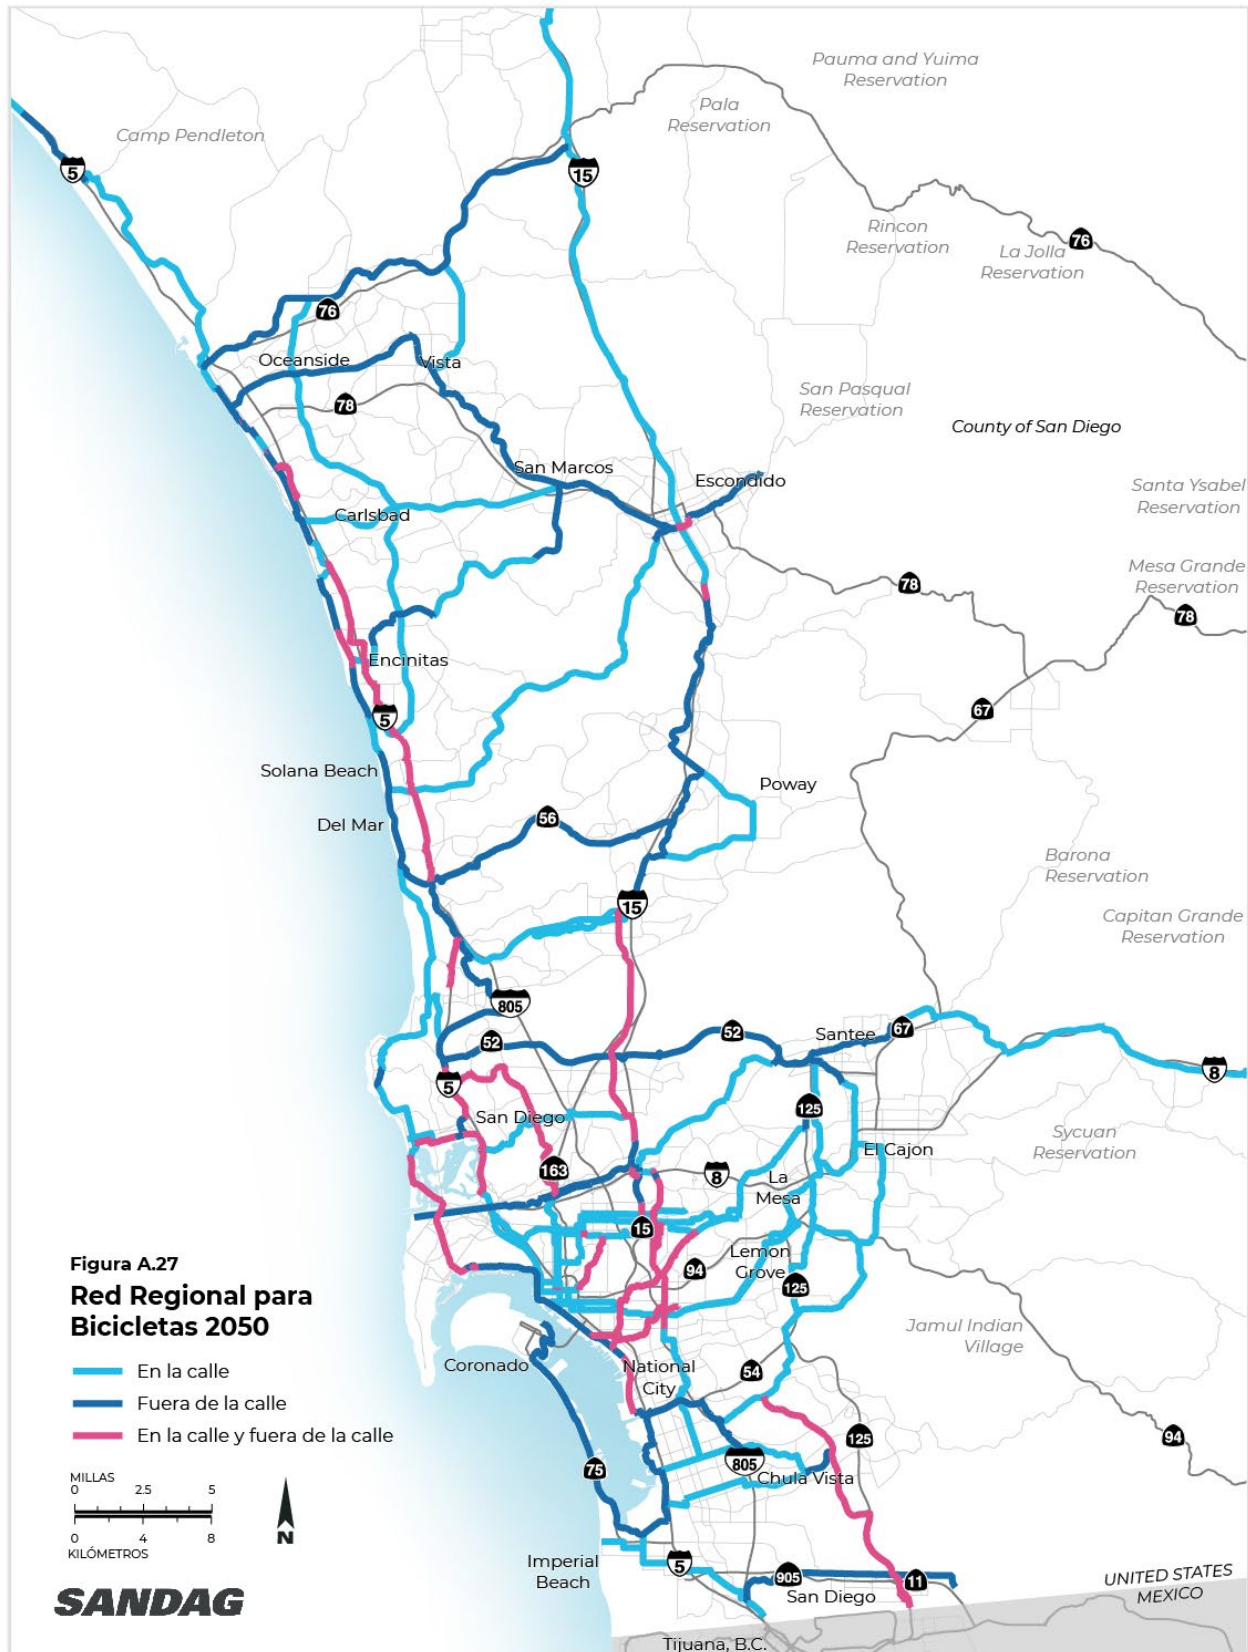 Pauma and Yuima
Reservation
Pala
Reservation
Camp Pendleton
5
15
Rincon
Reservation
La Jolla
Reservation
76
76
Oceanside
Vista
78
San Pasqual
Reservation
County of San Diego
San Marcos
Escondido
Santa Ysabel
Reservation
Carlsbad
Mesa Grande
Reservation
78
78
Encinitas
67
5
Solana Beach
Poway
Del Mar
56
Barona
Reservation
15
Capitan Grande
Reservation
805
52
52
Santee
67
8
5
San Diego
125
Sycuan
Reservation
El Cajon
163
8
La
Mesa
15
Lemon
Grove
94
125
Figura A.27
Red Regional para
Bicicletas 2050
En la calle
Fuera de la calle
En la calle y fuera de la calle
Jamul Indian
Village
Coronado
National
City
54
125
94
75
805
Chula Vista
MILLAS
0 2.5 5
0 4 8
KILÓMETROS
N
Imperial
Beach
5
905
11
San Diego
UNITED STATES
MEXICO
SANDAG
Tijuana, B.C.